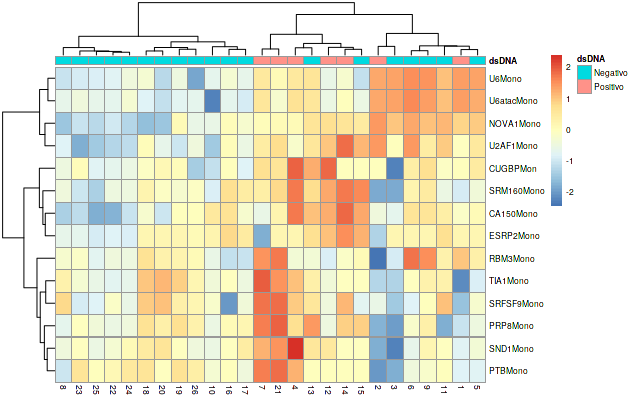 dsDNA
U6Mono
U6atacMono
NOVA1Mono
U2AF1Mono
CUGBPMon
SRM160Mono
CA150Mono
ESRP2Mono
RBM3Mono
TIA1Mono
SRFSF9Mono
PRP8Mono
SND1Mono
PTBMono
8 23 25 22 24 18 20 19 26 10 16 17 7 21 4 13 12 14 15 2 3 6 9 11 1 5
2
1
0
-1
-2
dsDNA
Negativo
Positivo